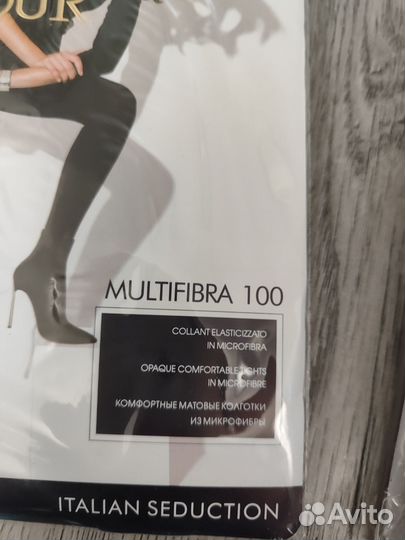 OUR
MULTIFIBRA 100
COLLANT ELASTICIZZATO
IN MICROFIBRA
OPAQUE COMFORTABLE TIGHTS
IN MICROFIBRE
КОМФОРТНЫЕ МАТОВЫЕ КОЛГОТКИ
ИЗ МИКРОФИБРЫ
ITALIAN SEDUCTION
Avito